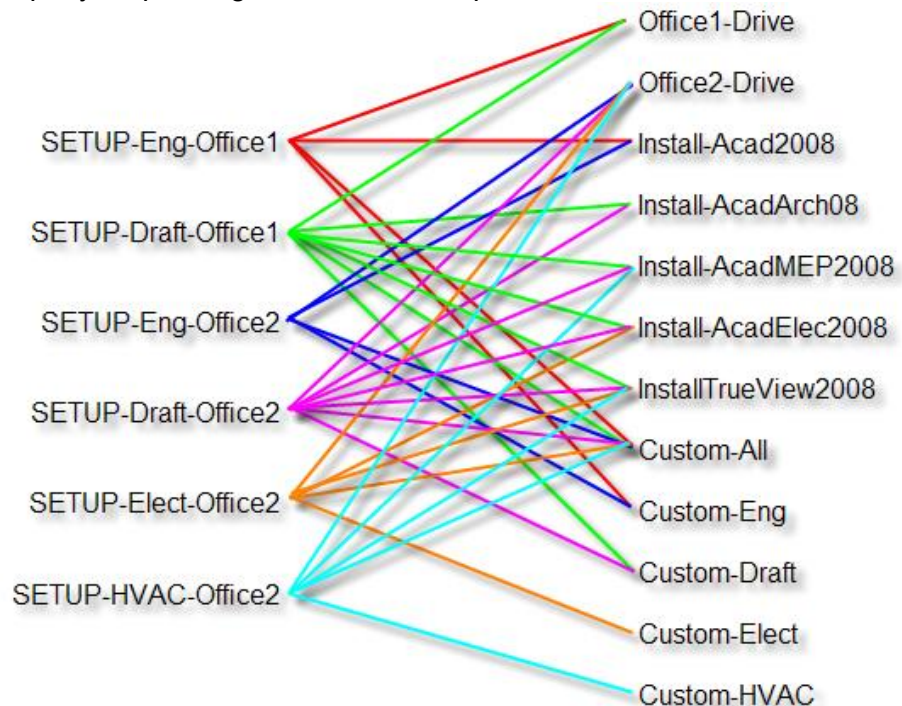 SETUP-Eng-Office1
SETUP-Draft-Office1
SETUP-Eng-Office2
SETUP-Draft-Office2
SETUP-Elect-Office2
SETUP-HVAC-Office2
Office1-Drive
Office2-Drive
Install-Acad2008
Install-AcadArch08
Install-AcadMEP2008
Install-AcadElec2008
InstallTrueView2008
Custom-All
Custom-Eng
Custom-Draft
Custom-Elect
Custom-HVAC